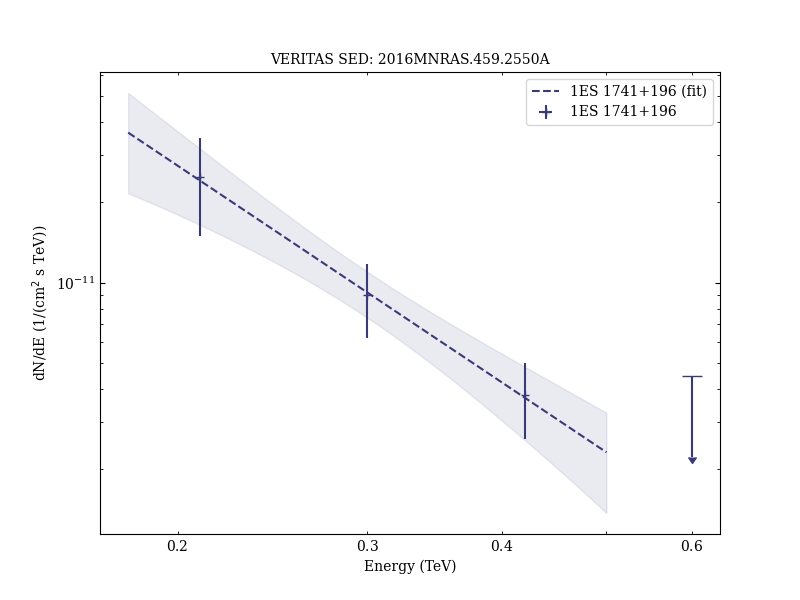 VERITAS SED: 2016MNRAS.459.2550A
1ES 1741+196 (fit)
1ES 1741+196
dN/dE (1/(cm² s TeV))
10⁻¹¹
0.2 0.3 0.4 0.6
Energy (TeV)